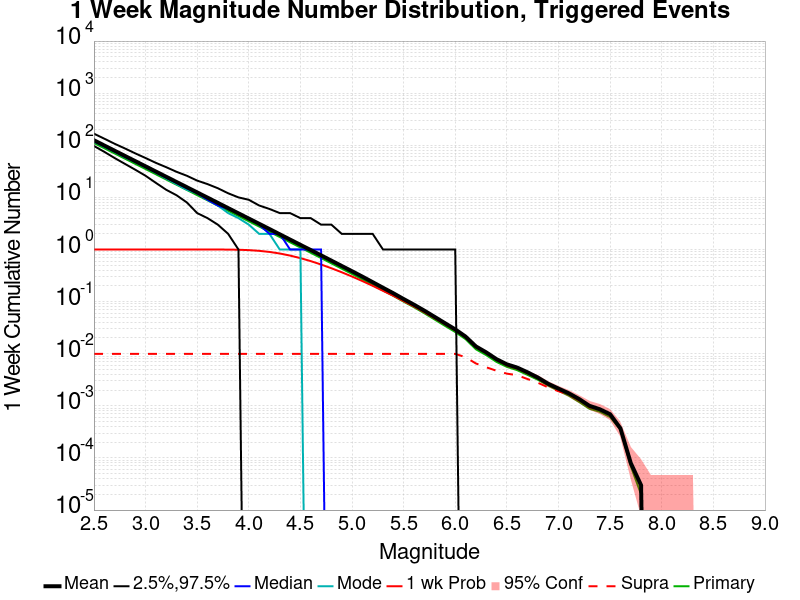 1 Week Magnitude Number Distribution, Triggered Events
1 Week Cumulative Number
10 4
10 3
10 2
10 1
10 0
10 -1
10 -2
10 -3
10 -4
10 -5
2.5 3.0 3.5 4.0 4.5 5.0 5.5 6.0 6.5 7.0 7.5 8.0 8.5 9.0
Magnitude
Mean 2.5%,97.5% Median Mode 1 wk Prob 95% Conf Supra Primary